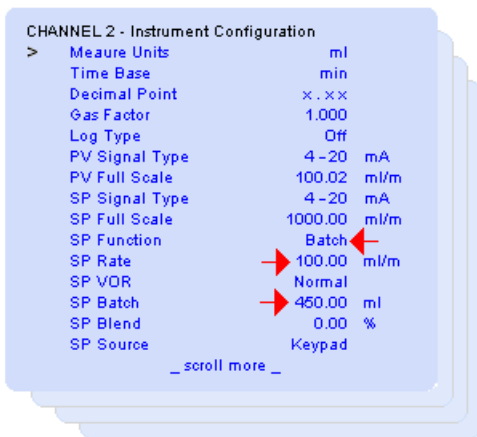 CHANNEL 2 - Instrument Configuration
> Meaure Units ml
Time Base min
Decimal Point x.xx
Gas Factor 1.000
Log Type Off
PV Signal Type 4-20 mA
PV Full Scale 100.02 ml/m
SP Signal Type 4-20 mA
SP Full Scale 1000.00 ml/m
SP Function Batch
SP Rate 100.00 ml/m
SP VOR Normal
SP Batch 450.00 ml
SP Blend 0.00 %
SP Source Keypad
_ scroll more _